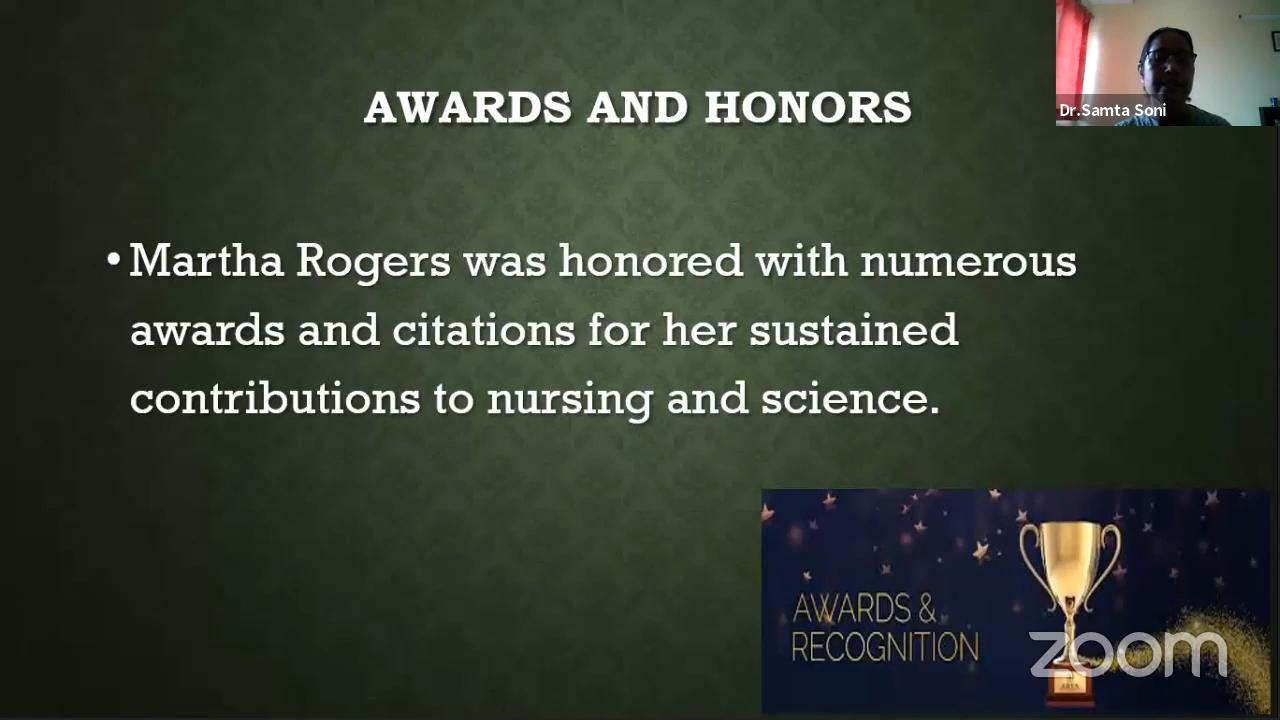 AWARDS AND HONORS
Dr.Samta Soni
• Martha Rogers was honored with numerous
awards and citations for her sustained
contributions to nursing and science.
AWARDS &
RECOGNITION
zoom